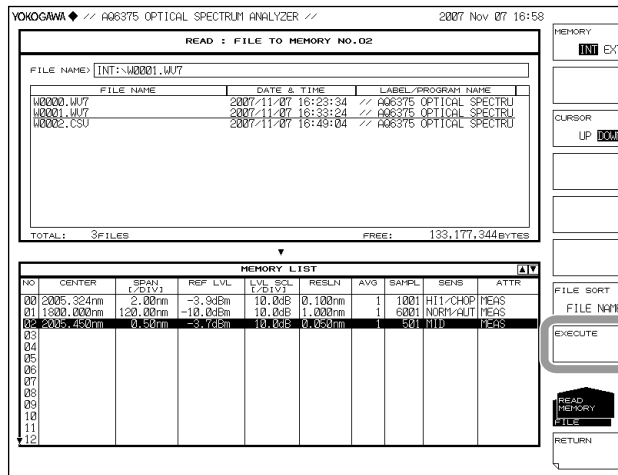 YOKOGAWA ◆ // AQ6375 OPTICAL SPECTRUM ANALYZER // 2007 Nov 07 16:58
READ : FILE TO MEMORY NO.02
FILE NAME> INT:\W0001.WV7
FILE NAME DATE & TIME LABEL/PROGRAM NAME
W0000.WV7 2007/11/07 16:23:34 // AQ6375 OPTICAL SPECTRU
W0001.WV7 2007/11/07 16:33:24 // AQ6375 OPTICAL SPECTRU
W0002.CSV 2007/11/07 16:49:04 // AQ6375 OPTICAL SPECTRU
TOTAL: 3FILES FREE: 133,177,344BYTES
▼
MEMORY LIST ▲▼
NO CENTER SPAN [/DIV] REF LVL LVL SCL [/DIV] RESLN AVG SAMPL SENS ATTR
00 2005.324nm 2.00nm -3.9dBm 10.0dB 0.100nm 1 1001 HI1/CHOP MEAS
01 1800.000nm 120.00nm -10.0dBm 10.0dB 1.000nm 1 6001 NORM/AUT MEAS
02 2005.450nm 0.50nm -3.7dBm 10.0dB 0.050nm 1 501 MID MEAS
03
04
05
06
07
08
09
10
11
12
MEMORY
INT EX
CURSOR
UP DOWN
FILE SORT
FILE NAME
EXECUTE
READ
MEMORY
FILE
RETURN